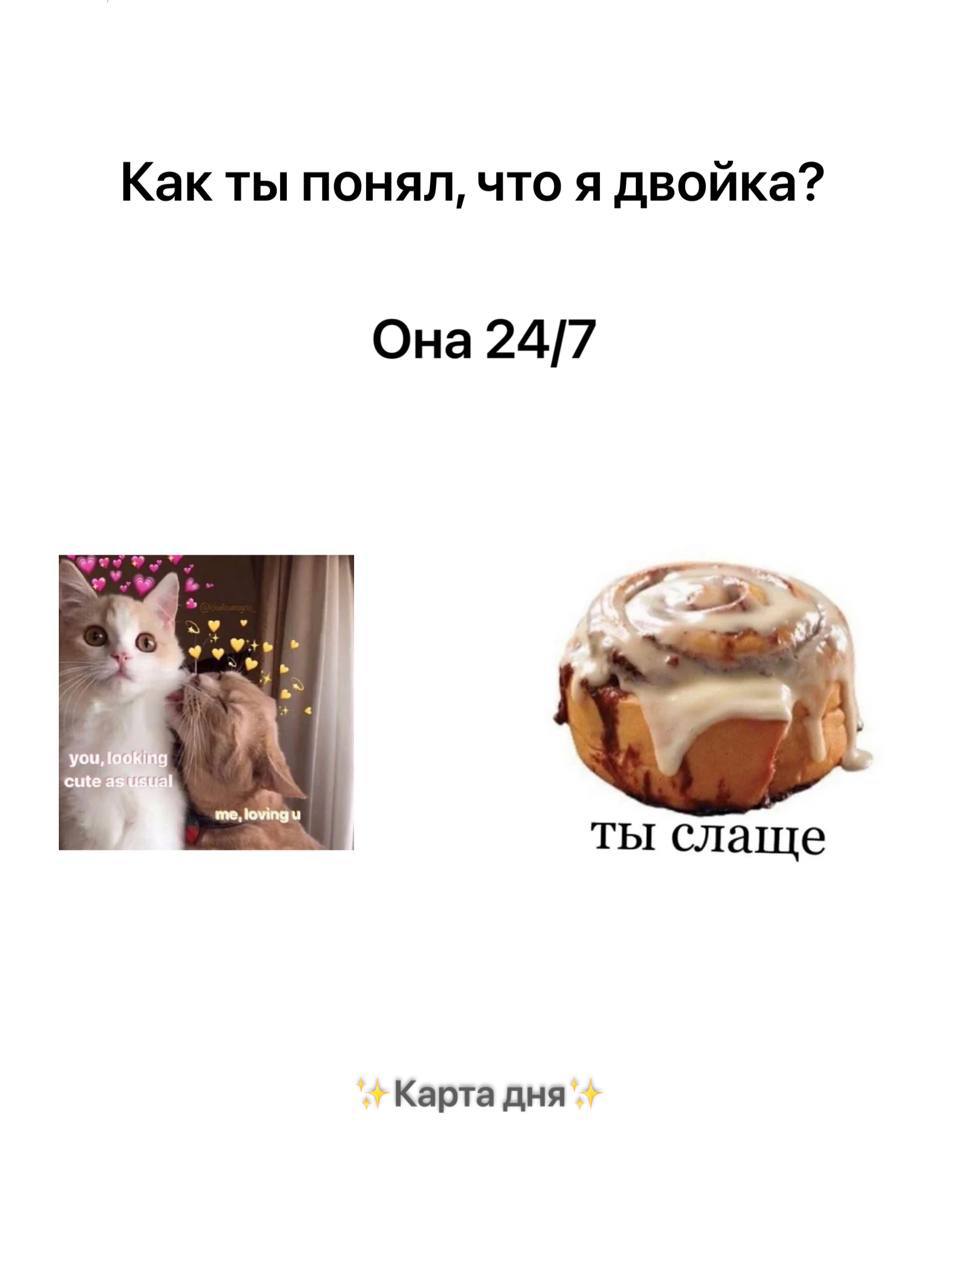 Как ты понял, что я двойка?
Она 24/7
you, looking
cute as usual
me, loving u
ты слаще
✨Карта дня✨